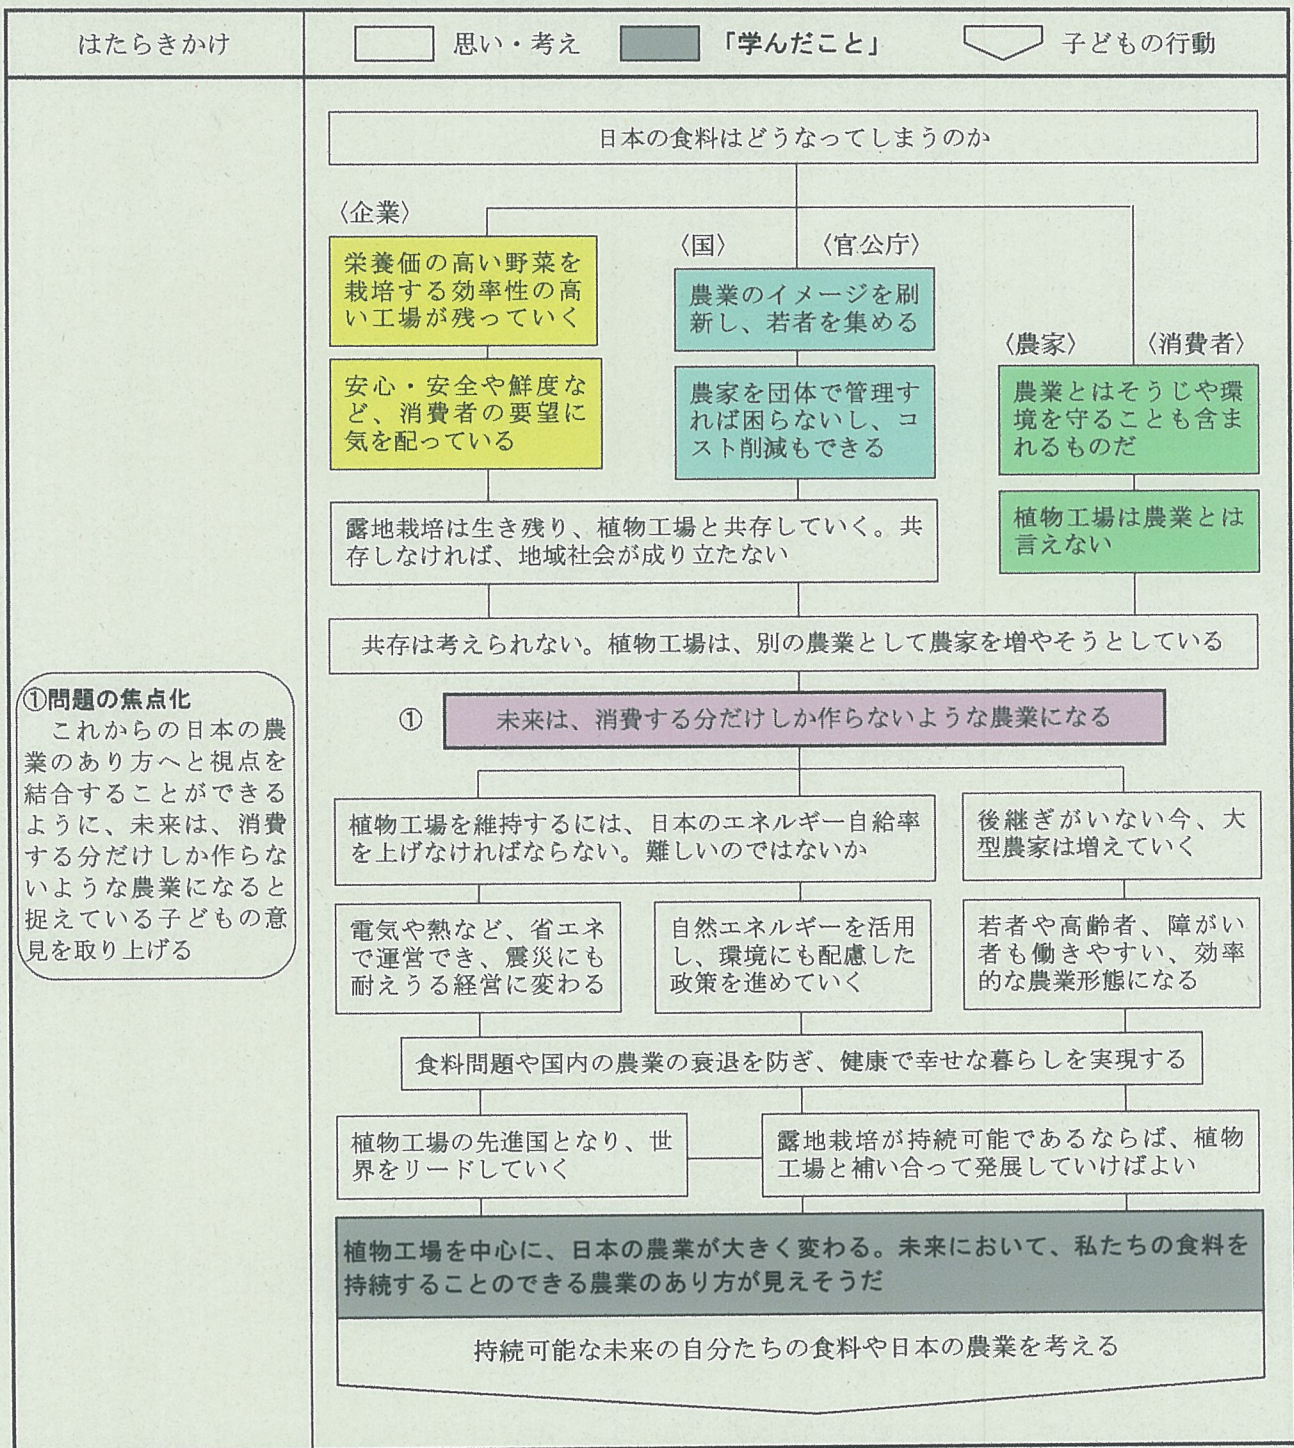 はたらきかけ
思い・考え
「学んだこと」
子どもの行動
日本の食料はどうなってしまうのか
〈企業〉
栄養価の高い野菜を
栽培する効率性の高
い工場が残っていく
安心・安全や鮮度な
ど、消費者の要望に
気を配っている
〈国〉
〈官公庁〉
農業のイメージを刷
新し、若者を集める
農家を団体で管理す
れば困らないし、コ
スト削減もできる
〈農家〉
〈消費者〉
農業とはそうじや環
境を守ることも含ま
れるものだ
植物工場は農業とは
言えない
露地栽培は生き残り、植物工場と共存していく。共
存しなければ、地域社会が成り立たない
共存は考えられない。植物工場は、別の農業として農家を増やそうとしている
①問題の焦点化
これからの日本の農
業のあり方へと視点を
結合することができる
ように、未来は、消費
する分だけしか作らな
いような農業になると
捉えている子どもの意
見を取り上げる
①
未来は、消費する分だけしか作らないような農業になる
植物工場を維持するには、日本のエネルギー自給率
を上げなければならない。難しいのではないか
後継ぎがいない今、大
型農家は増えていく
電気や熱など、省エネ
で運営でき、震災にも
耐えうる経営に変わる
自然エネルギーを活用
し、環境にも配慮した
政策を進めていく
若者や高齢者、障がい
者も働きやすい、効率
的な農業形態になる
食料問題や国内の農業の衰退を防ぎ、健康で幸せな暮らしを実現する
植物工場の先進国となり、世
界をリードしていく
露地栽培が持続可能であるならば、植物
工場と補い合って発展していけばよい
植物工場を中心に、日本の農業が大きく変わる。未来において、私たちの食料を
持続することのできる農業のあり方が見えそうだ
持続可能な未来の自分たちの食料や日本の農業を考える